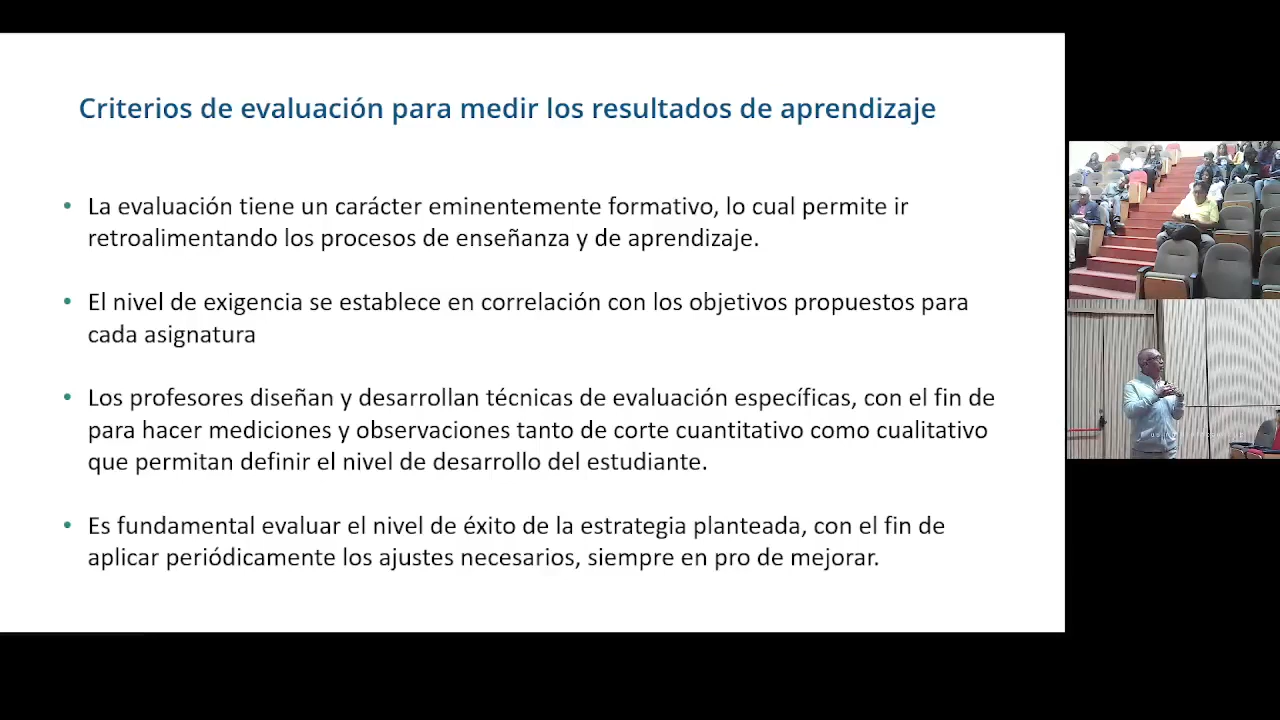 Criterios de evaluación para medir los resultados de aprendizaje
• La evaluación tiene un carácter eminentemente formativo, lo cual permite ir
retroalimentando los procesos de enseñanza y de aprendizaje.
• El nivel de exigencia se establece en correlación con los objetivos propuestos para
cada asignatura
• Los profesores diseñan y desarrollan técnicas de evaluación específicas, con el fin de
para hacer mediciones y observaciones tanto de corte cuantitativo como cualitativo
que permitan definir el nivel de desarrollo del estudiante.
• Es fundamental evaluar el nivel de éxito de la estrategia planteada, con el fin de
aplicar periódicamente los ajustes necesarios, siempre en pro de mejorar.